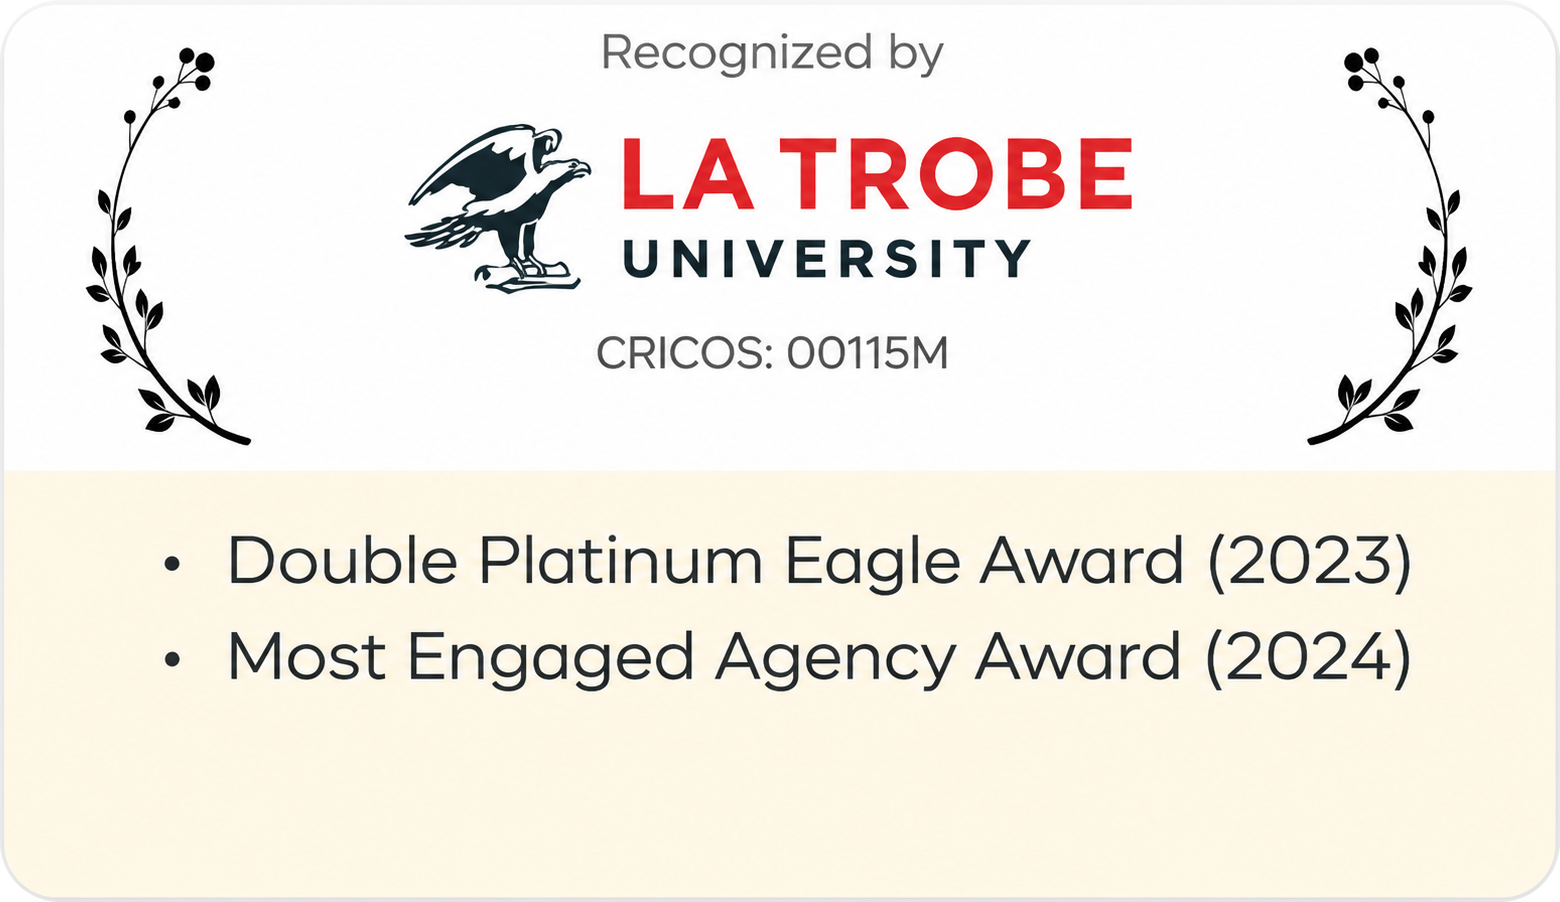 Recognized by
LA TROBE
UNIVERSITY
CRICOS: 00115M
• Double Platinum Eagle Award (2023)
• Most Engaged Agency Award (2024)